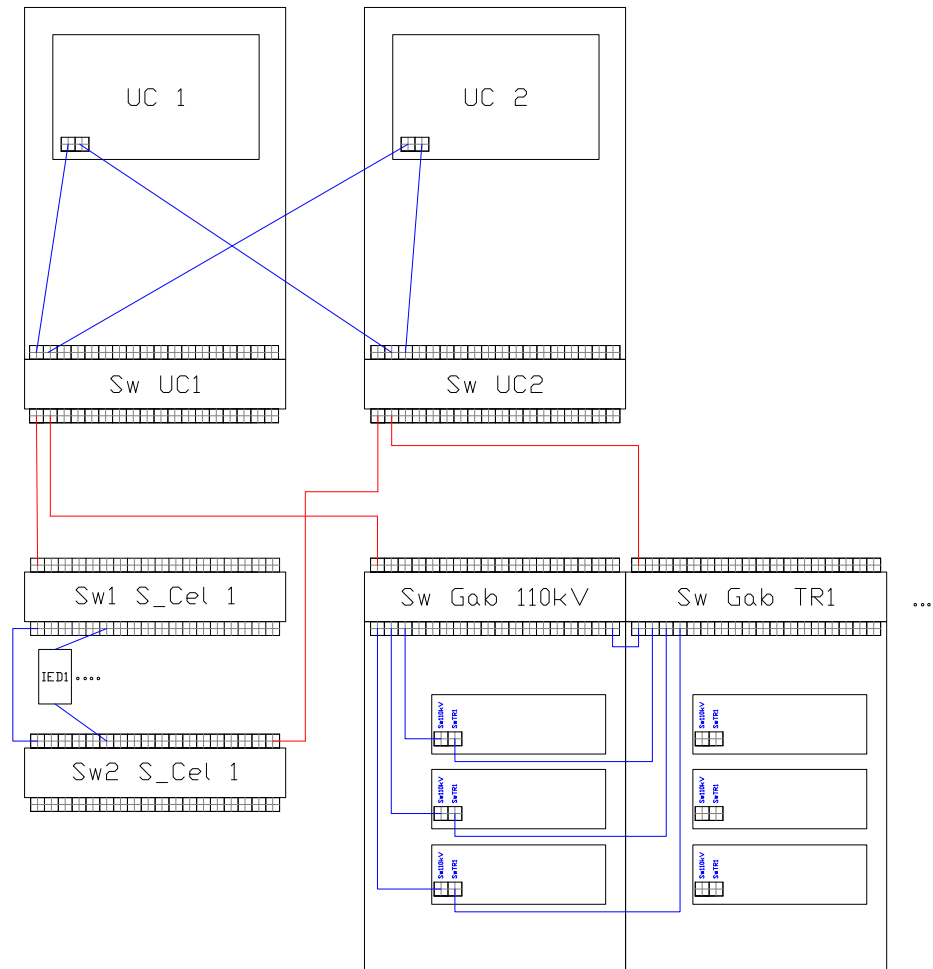 UC 1
UC 2
Sw UC1
Sw UC2
Sw1 S_Cel 1
Sw Gab 110kV
Sw Gab TR1
...
IED1 ....
Sw2 S_Cel 1
Sw110kV
SwTR1
Sw110kV
SwTR1
Sw110kV
SwTR1
Sw110kV
SwTR1
Sw110kV
SwTR1
Sw110kV
SwTR1